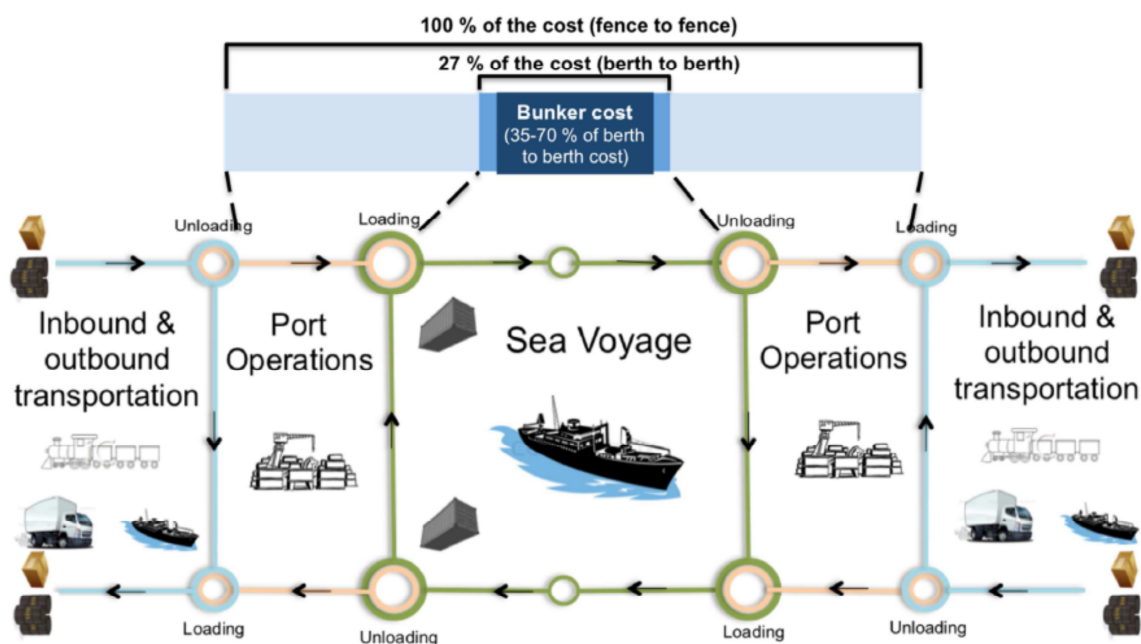 100 % of the cost (fence to fence)
27 % of the cost (berth to berth)
Bunker cost
(35-70 % of berth
to berth cost)
Unloading
Loading
Unloading
Loading
Inbound &
outbound
transportation
Port
Operations
Sea Voyage
Port
Operations
Inbound &
outbound
transportation
Loading
Unloading
Loading
Unloading